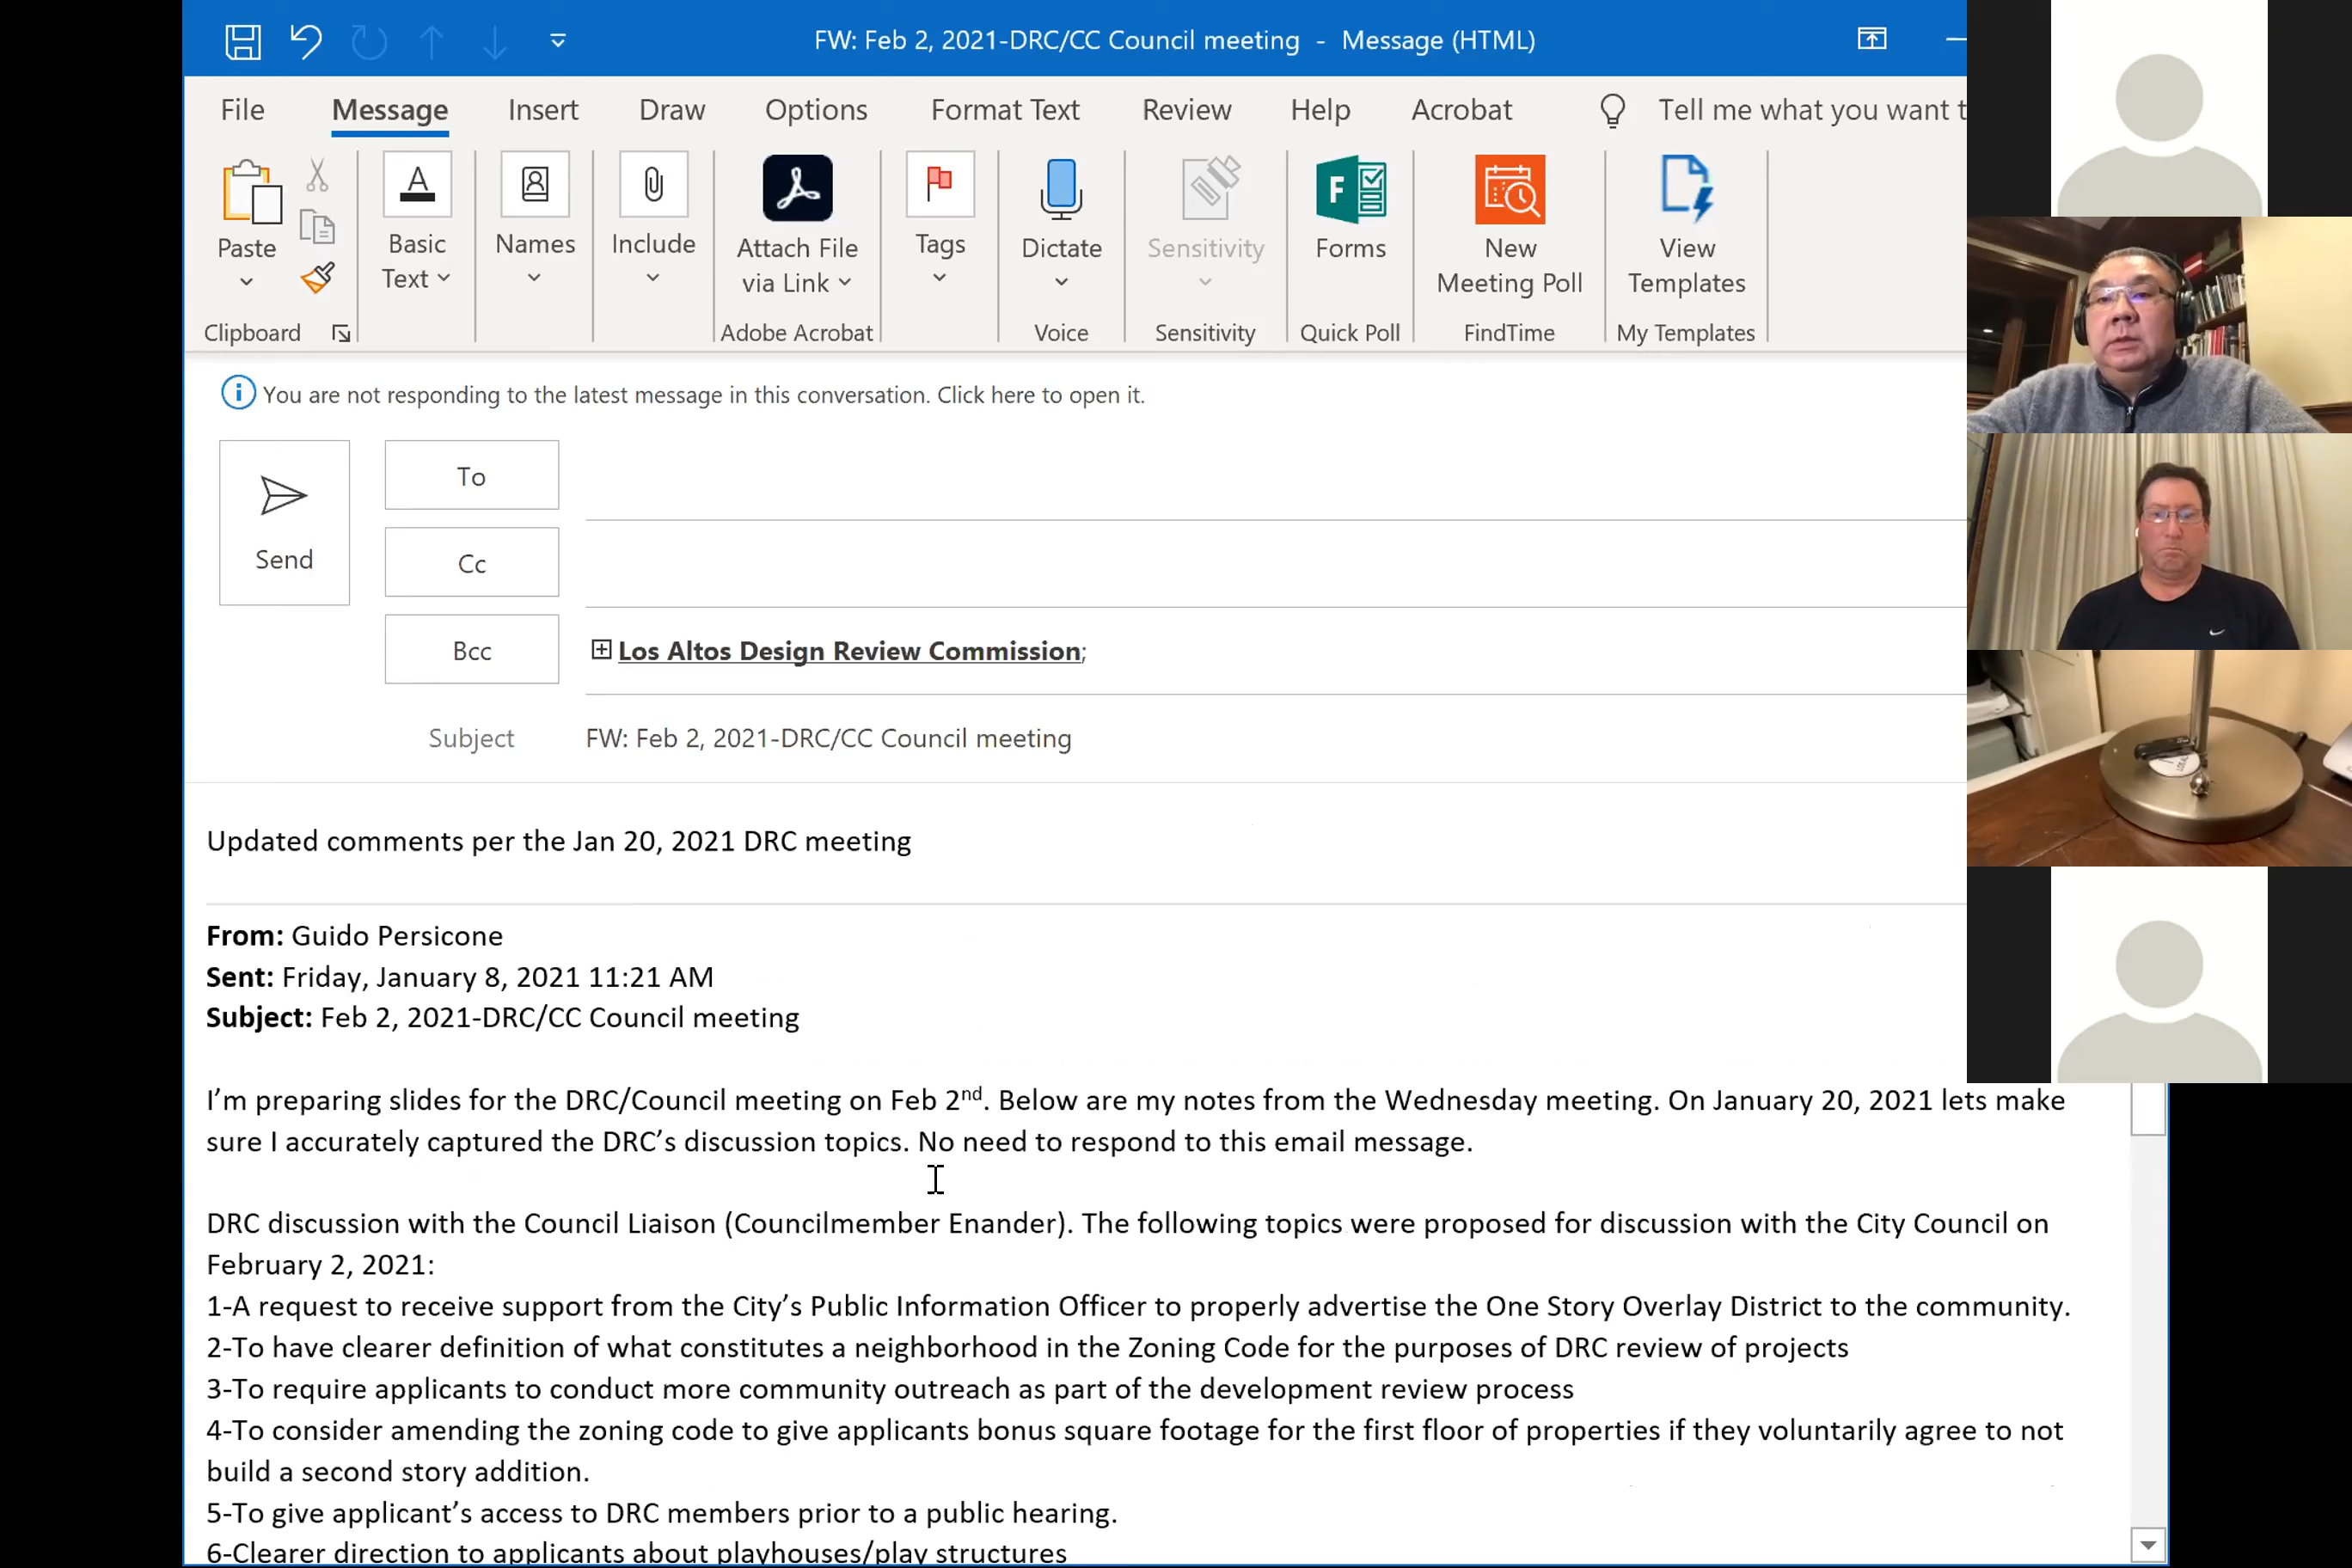 FW: Feb 2, 2021-DRC/CC Council meeting - Message (HTML)
File Message Insert Draw Options Format Text Review Help Acrobat Tell me what you want t
Paste
Basic Text
Names
Include
Attach File via Link
Tags
Dictate
Sensitivity
Forms
New Meeting Poll
View Templates
Clipboard Adobe Acrobat Voice Sensitivity Quick Poll FindTime My Templates
You are not responding to the latest message in this conversation. Click here to open it.
Send
To
Cc
Bcc Los Altos Design Review Commission;
Subject FW: Feb 2, 2021-DRC/CC Council meeting
Updated comments per the Jan 20, 2021 DRC meeting
From: Guido Persicone
Sent: Friday, January 8, 2021 11:21 AM
Subject: Feb 2, 2021-DRC/CC Council meeting
I'm preparing slides for the DRC/Council meeting on Feb 2nd. Below are my notes from the Wednesday meeting. On January 20, 2021 lets make
sure I accurately captured the DRC's discussion topics. No need to respond to this email message.
DRC discussion with the Council Liaison (Councilmember Enander). The following topics were proposed for discussion with the City Council on
February 2, 2021:
1-A request to receive support from the City's Public Information Officer to properly advertise the One Story Overlay District to the community.
2-To have clearer definition of what constitutes a neighborhood in the Zoning Code for the purposes of DRC review of projects
3-To require applicants to conduct more community outreach as part of the development review process
4-To consider amending the zoning code to give applicants bonus square footage for the first floor of properties if they voluntarily agree to not
build a second story addition.
5-To give applicant's access to DRC members prior to a public hearing.
6-Clearer direction to applicants about playhouses/play structures